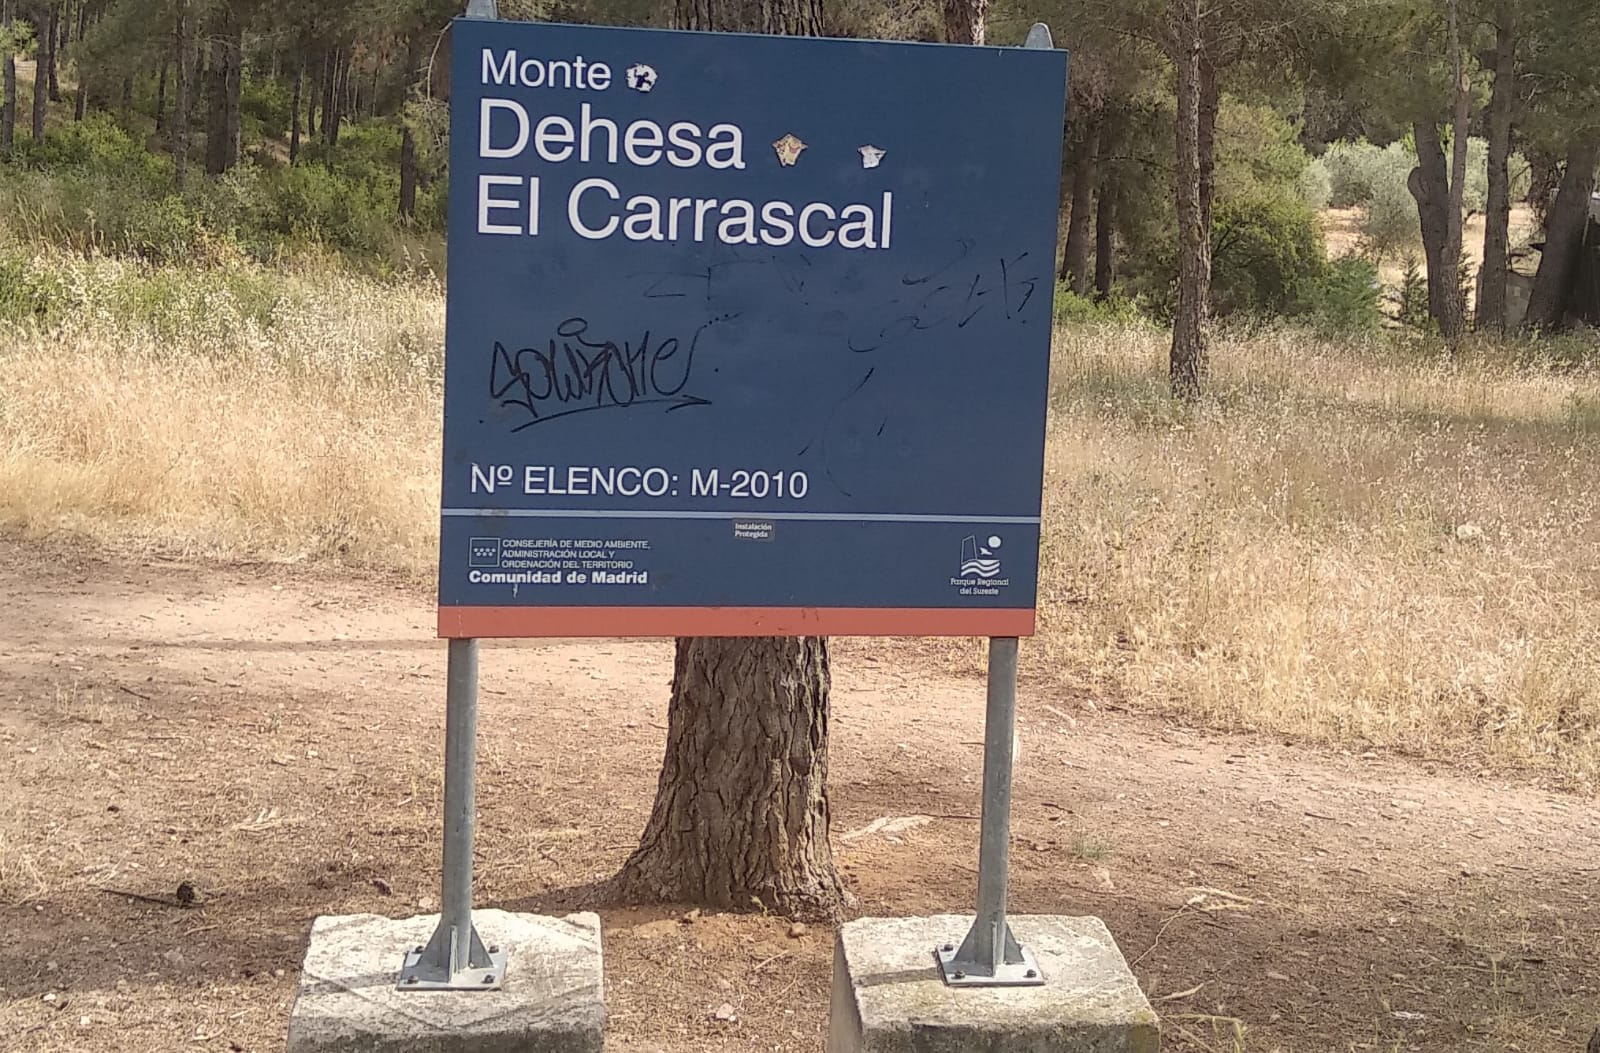 Monte
Dehesa
El Carrascal
Nº ELENCO: M-2010
Instalación
Protegida
CONSEJERÍA DE MEDIO AMBIENTE,
ADMINISTRACIÓN LOCAL Y
ORDENACIÓN DEL TERRITORIO
Comunidad de Madrid
Parque Regional
del Sureste